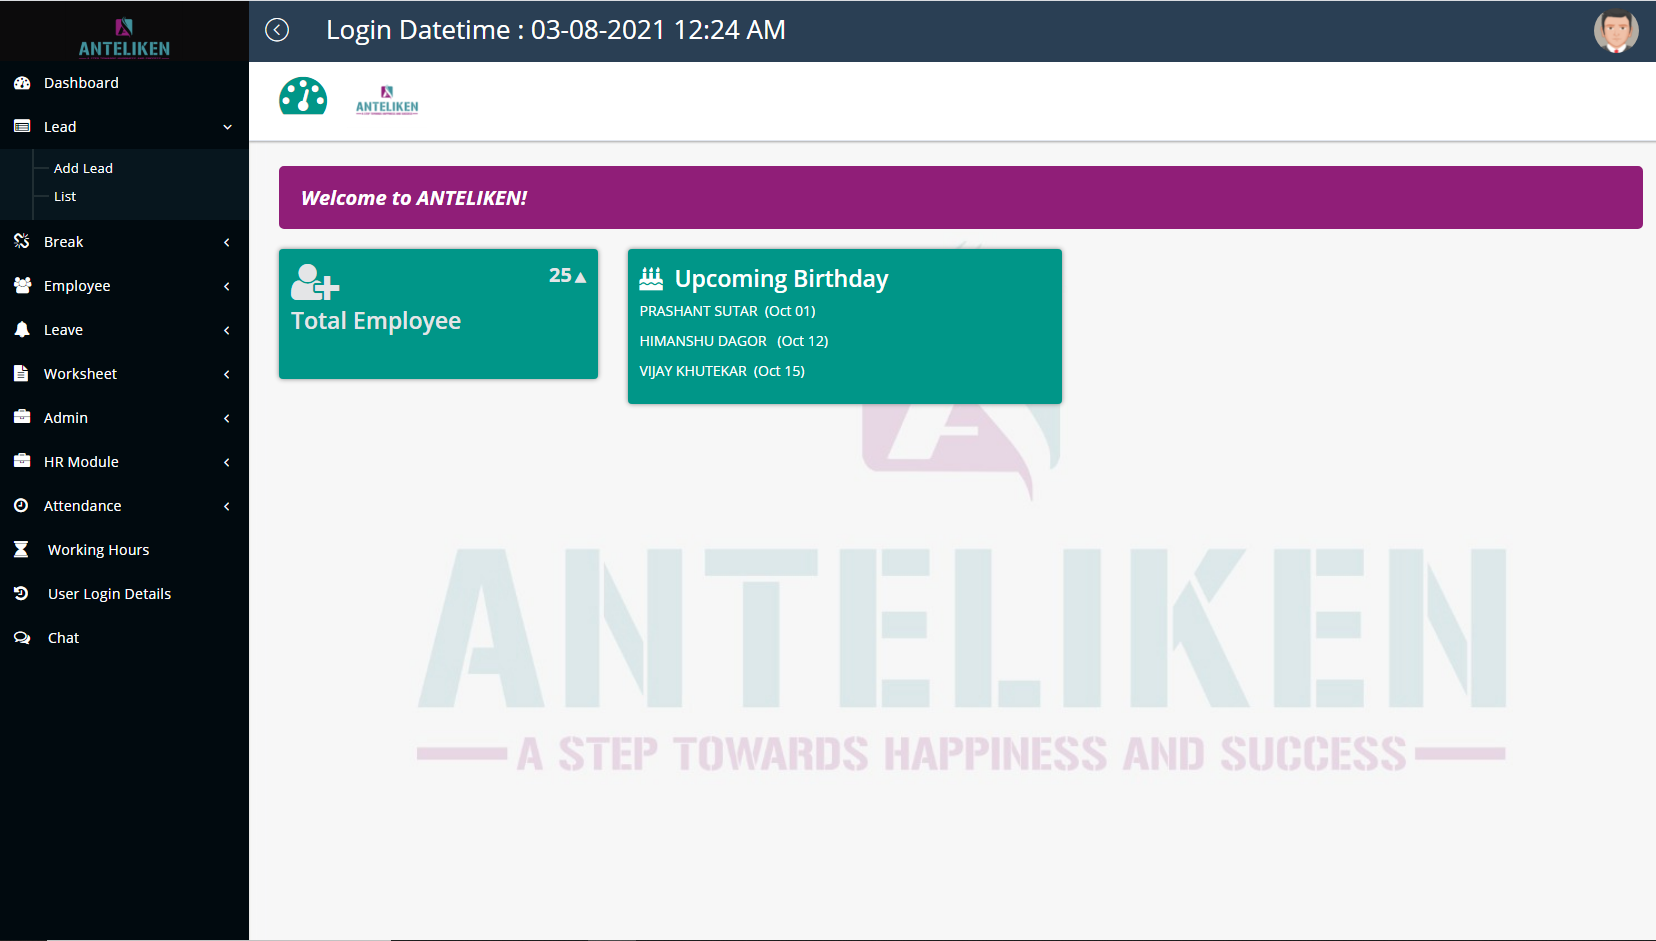 ANTELIKEN
Login Datetime : 03-08-2021 12:24 AM
Dashboard
Lead
Add Lead
List
Break
Employee
Leave
Worksheet
Admin
HR Module
Attendance
Working Hours
User Login Details
Chat
ANTELIKEN
Welcome to ANTELIKEN!
25
Total Employee
Upcoming Birthday
PRASHANT SUTAR (Oct 01)
HIMANSHU DAGOR (Oct 12)
VIJAY KHUTEKAR (Oct 15)
ANTELIKEN
A STEP TOWARDS HAPPINESS AND SUCCESS